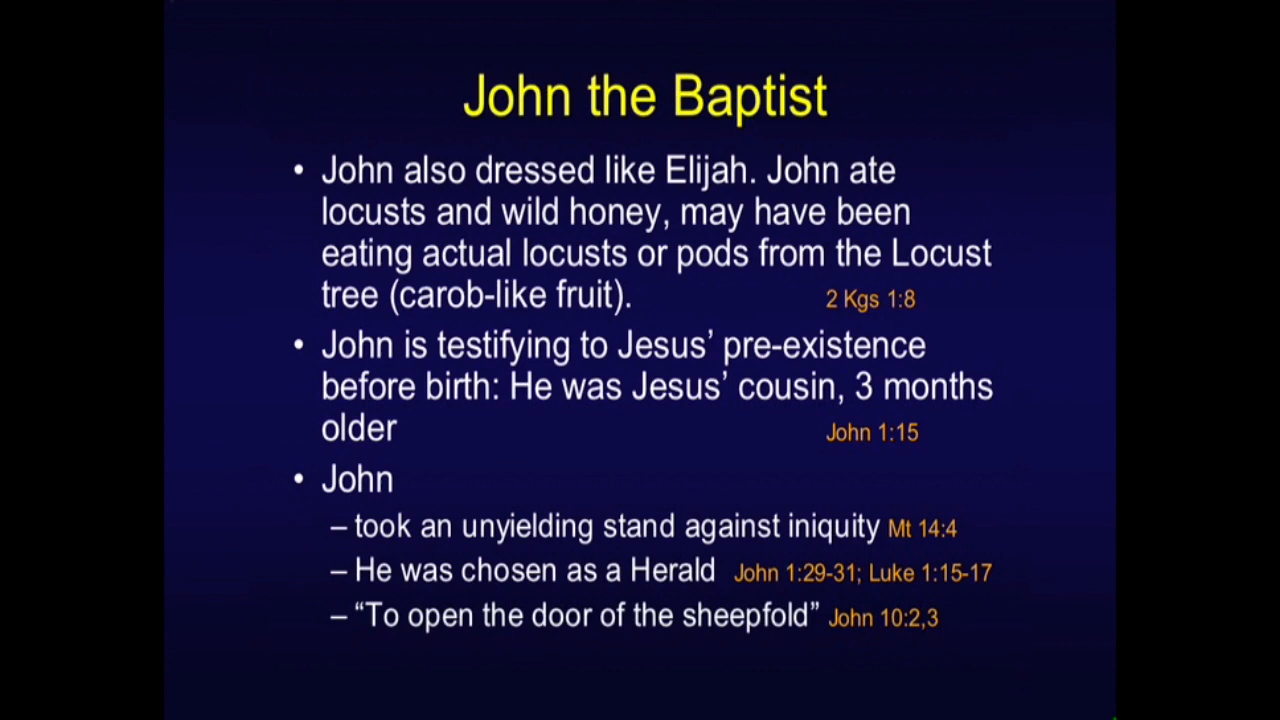 John the Baptist
• John also dressed like Elijah. John ate
locusts and wild honey, may have been
eating actual locusts or pods from the Locust
tree (carob-like fruit). 2 Kgs 1:8
• John is testifying to Jesus’ pre-existence
before birth: He was Jesus’ cousin, 3 months
older John 1:15
• John
– took an unyielding stand against iniquity Mt 14:4
– He was chosen as a Herald John 1:29-31; Luke 1:15-17
– “To open the door of the sheepfold” John 10:2,3